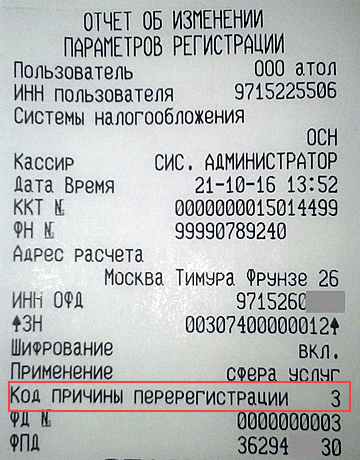 ОТЧЕТ ОБ ИЗМЕНЕНИИ
ПАРАМЕТРОВ РЕГИСТРАЦИИ
Пользователь ООО атол
ИНН пользователя 9715225506
Системы налогообложения
ОСН
Кассир СИС. АДМИНИСТРАТОР
Дата Время 21-10-16 13:52
ККТ № 0000000015014499
ФН № 99990789240
Адрес расчета
Москва Тимура Фрунзе 26
ИНН ОФД 9715260
🠅ЗН 00307400000012🠅
Шифрование ВКЛ.
Применение сфера услуг
Код причины перерегистрации 3
ФД № 0000000003
ФПД 36294 30